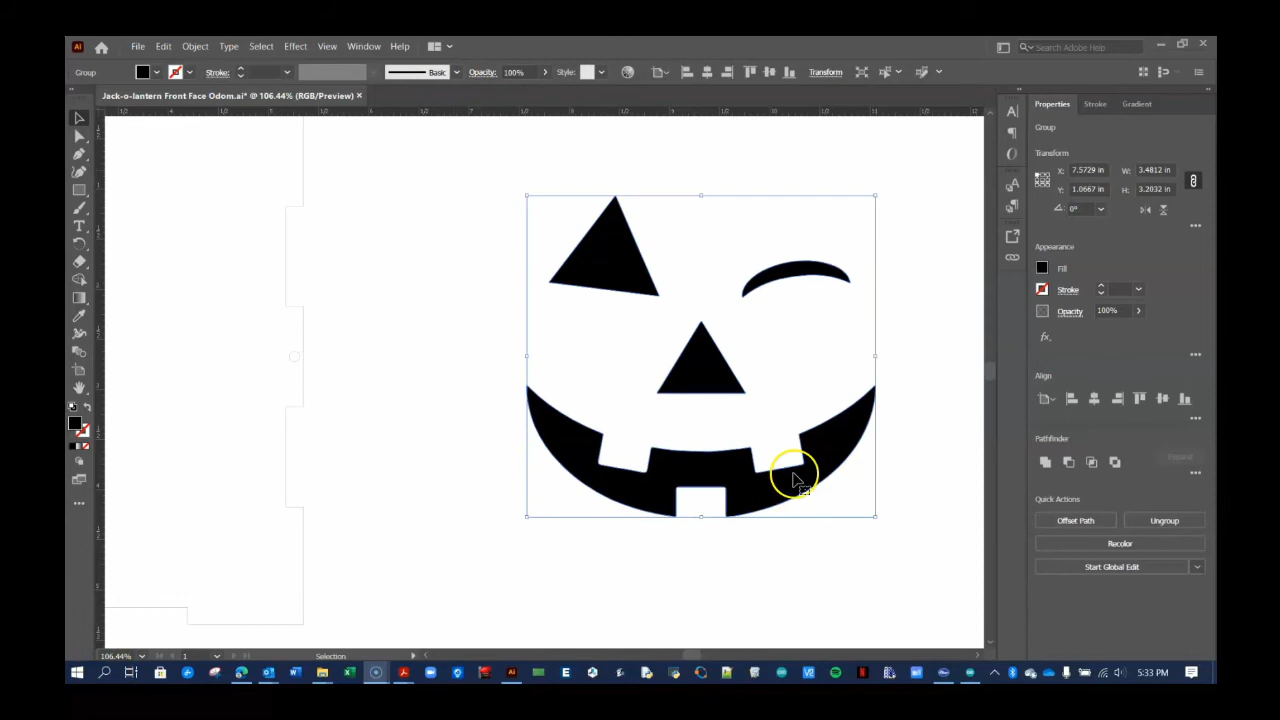 Ai File Edit Object Type Select Effect View Window Help Search Adobe Help
Group Stroke: Basic Opacity: 100% Style: Transform
Jack-o-lantern Front Face Odom.ai* @ 106.44% (RGB/Preview) ×
Properties Stroke Gradient
Group
Transform
X: 7.5729 in W: 3.4812 in
Y: 1.0667 in H: 3.2032 in
0°
Appearance
Fill
Stroke
Opacity 100%
fx.
Align
Pathfinder
Expand
Quick Actions
Offset Path Ungroup
Recolor
Start Global Edit
106.44% 1 Selection
5:33 PM